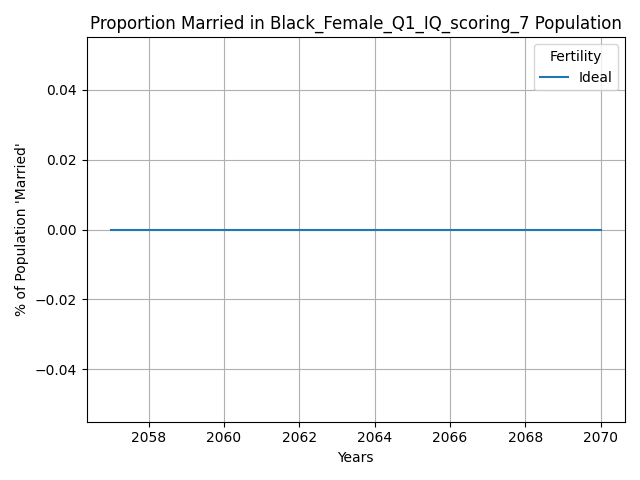 Proportion Married in Black_Female_Q1_IQ_scoring_7 Population
Fertility
Ideal
% of Population 'Married'
0.04
0.02
0.00
−0.02
−0.04
2058 2060 2062 2064 2066 2068 2070
Years